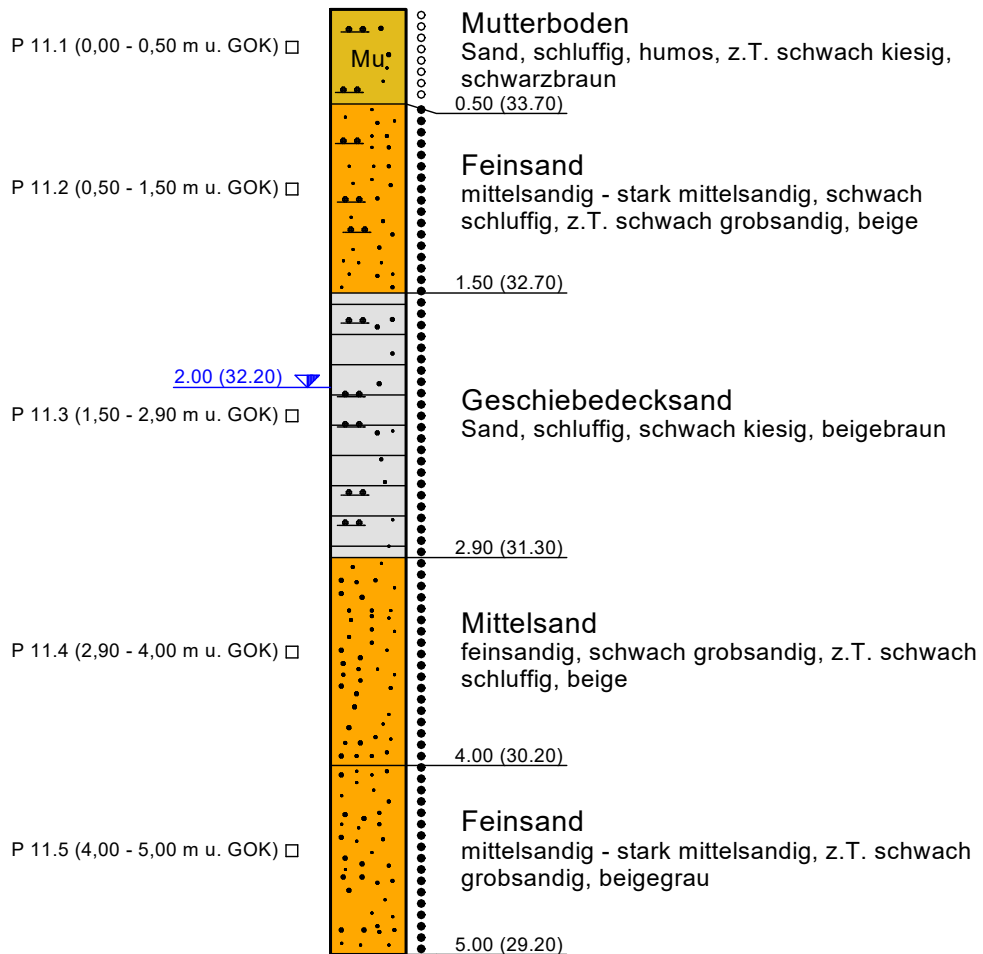 Mutterboden
P 11.1 (0,00 - 0,50 m u. GOK)
Mu
Sand, schluffig, humos, z.T. schwach kiesig,
schwarzbraun
0.50 (33.70)
Feinsand
P 11.2 (0,50 - 1,50 m u. GOK)
mittelsandig - stark mittelsandig, schwach
schluffig, z.T. schwach grobsandig, beige
1.50 (32.70)
2.00 (32.20)
Geschiebedecksand
P 11.3 (1,50 - 2,90 m u. GOK)
Sand, schluffig, schwach kiesig, beigebraun
2.90 (31.30)
Mittelsand
P 11.4 (2,90 - 4,00 m u. GOK)
feinsandig, schwach grobsandig, z.T. schwach
schluffig, beige
4.00 (30.20)
Feinsand
P 11.5 (4,00 - 5,00 m u. GOK)
mittelsandig - stark mittelsandig, z.T. schwach
grobsandig, beigegrau
5.00 (29.20)